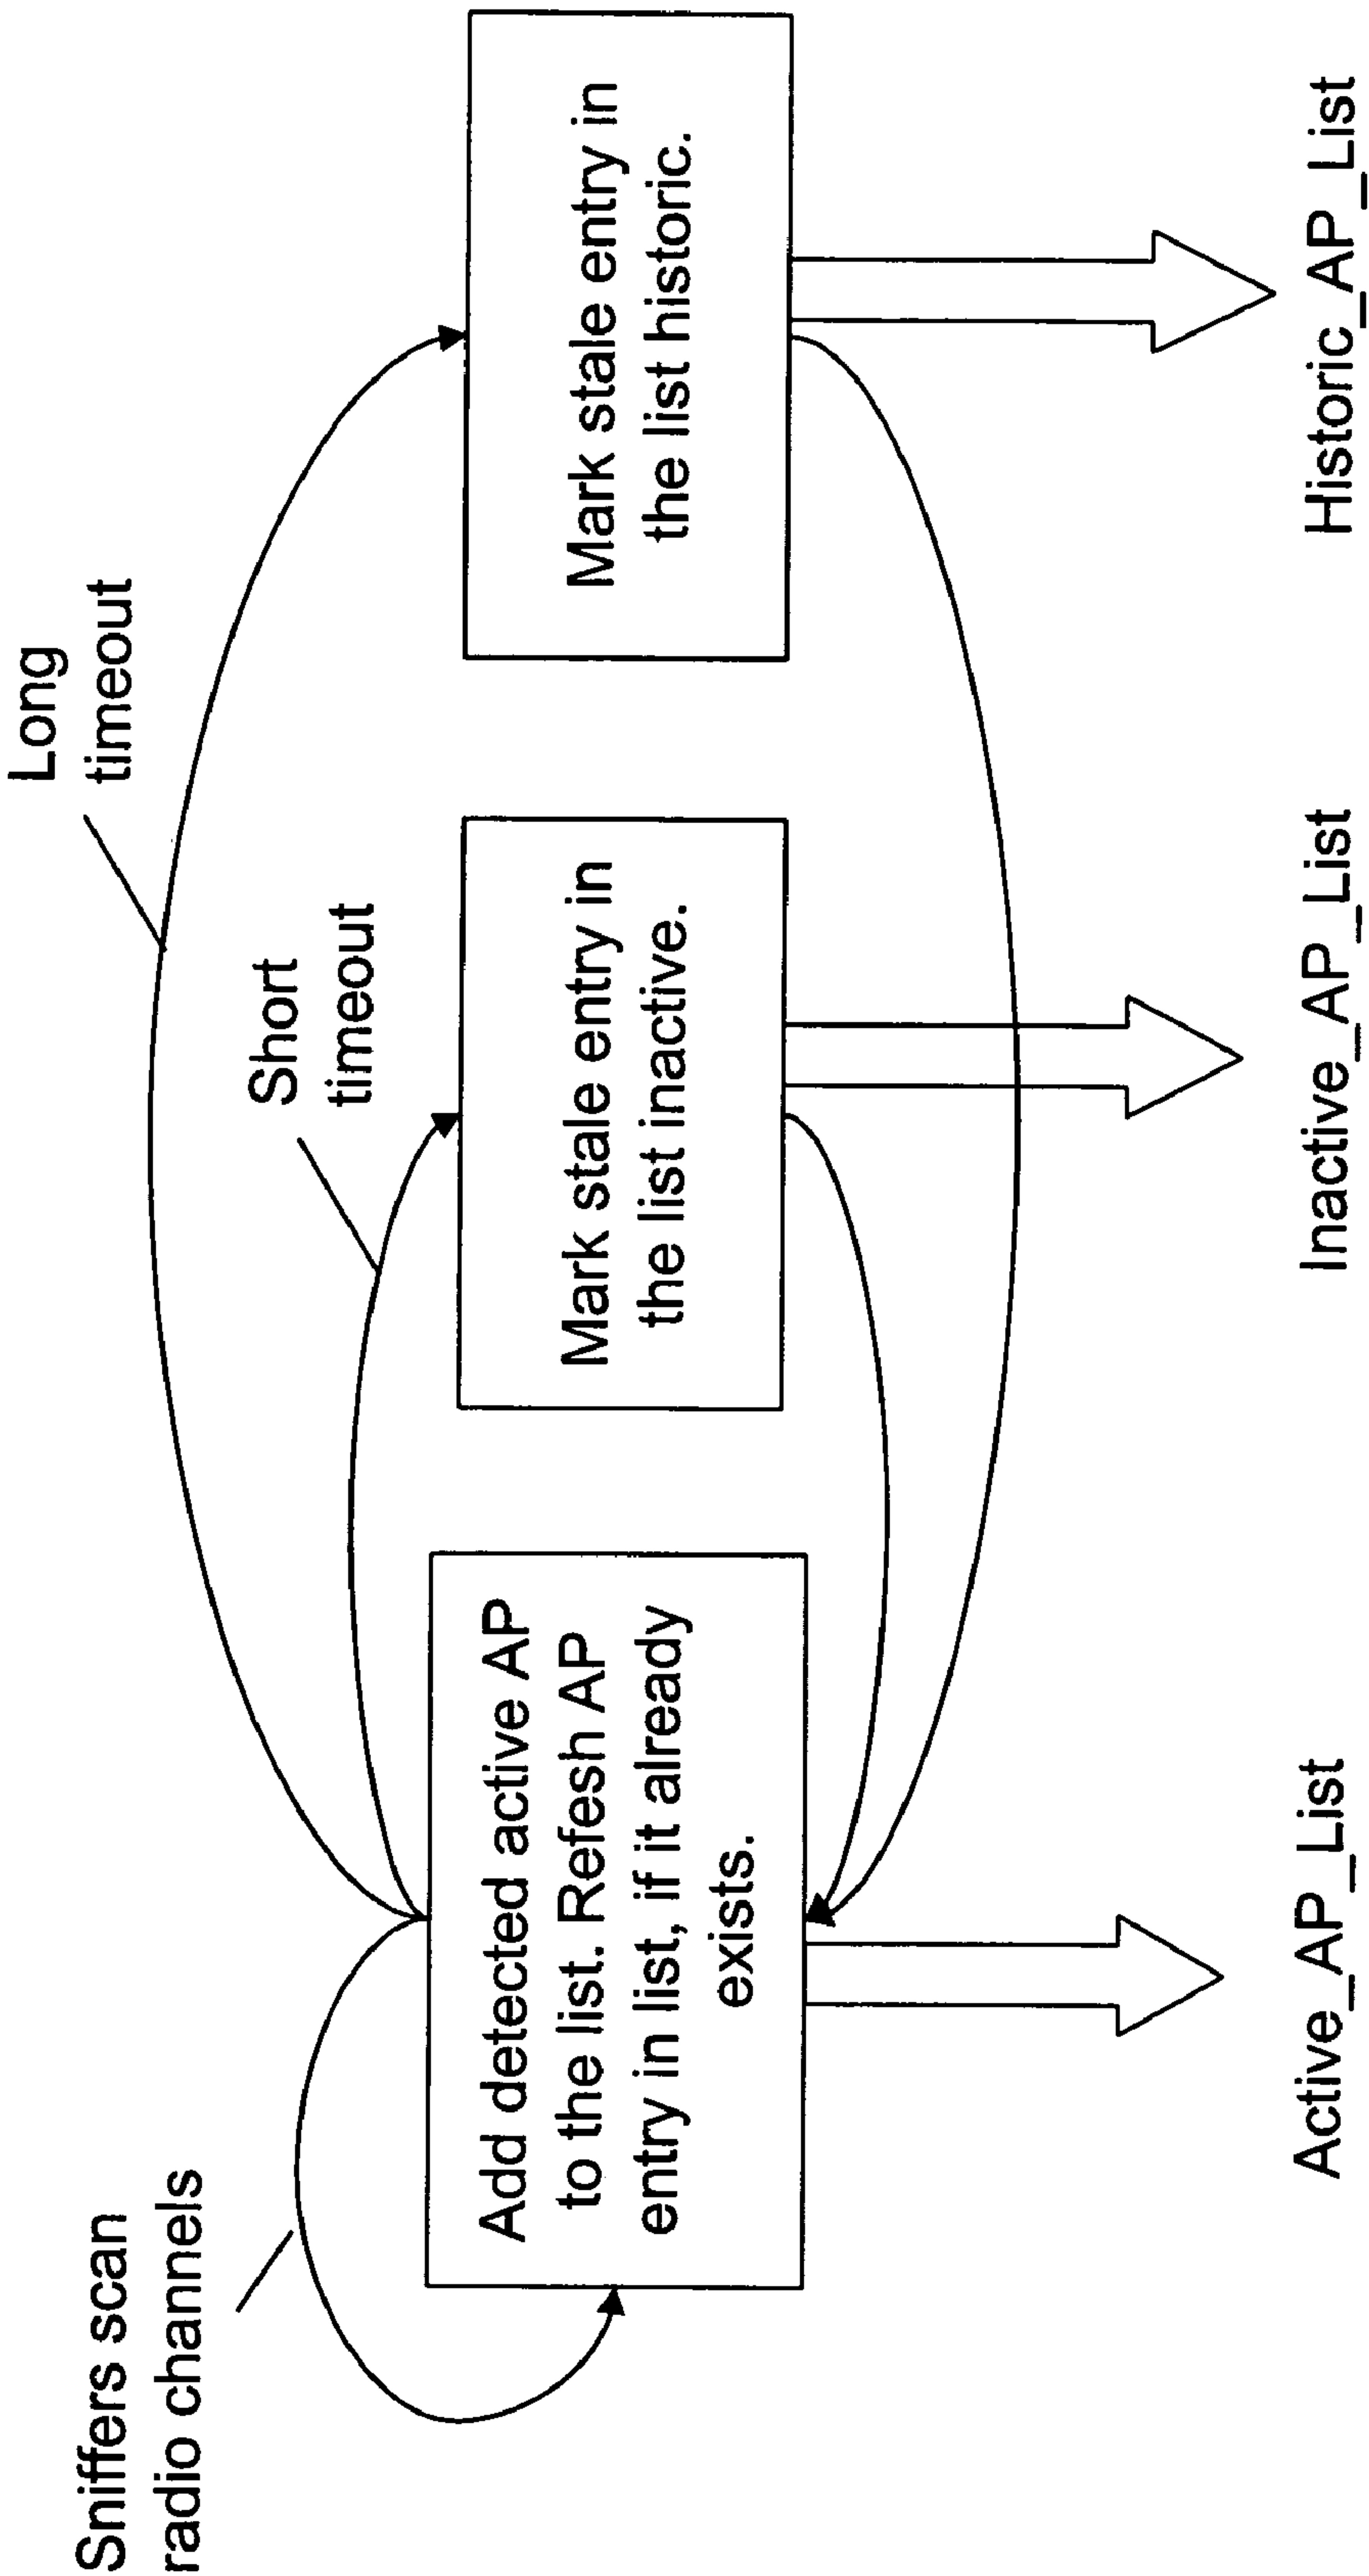 Sniffers scan
radio channels
Long
timeout
Short
timeout
Add detected active AP
to the list. Refesh AP
entry in list, if it already
exists.
Mark stale entry in
the list inactive.
Mark stale entry in
the list historic.
Active_AP_List
Inactive_AP_List
Historic_AP_List